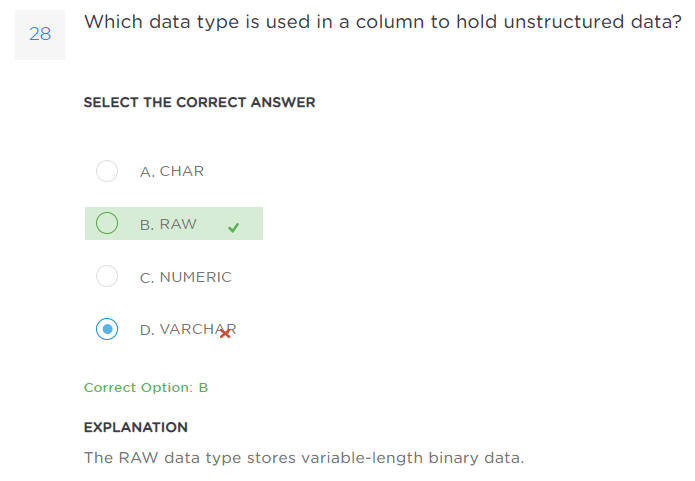 28
Which data type is used in a column to hold unstructured data?
SELECT THE CORRECT ANSWER
A. CHAR
B. RAW
C. NUMERIC
D. VARCHAR
Correct Option: B
EXPLANATION
The RAW data type stores variable-length binary data.